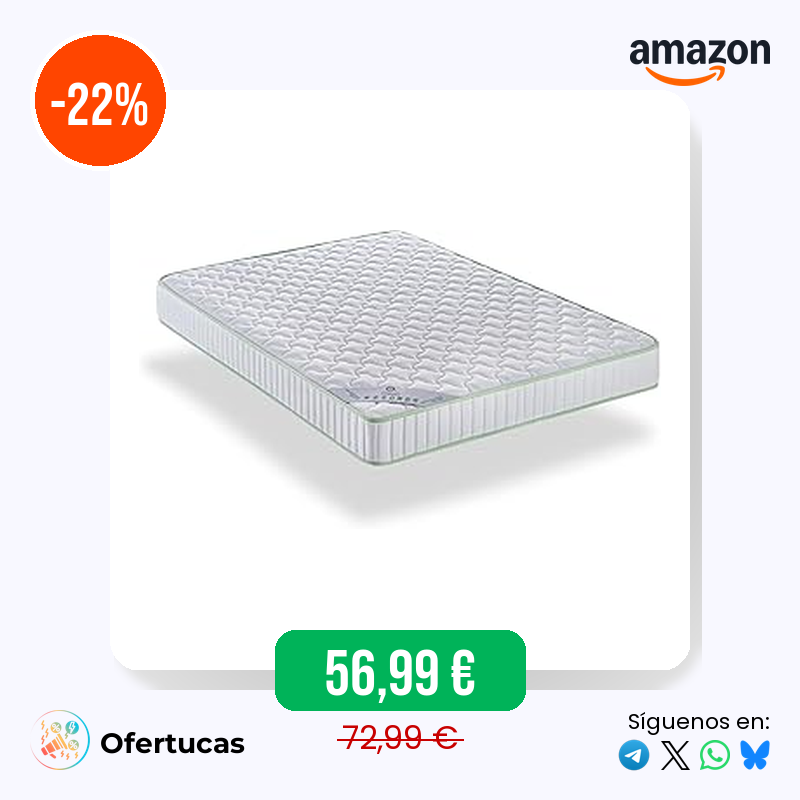 -22%
amazon
56,99 €
72,99 €
Ofertucas
Síguenos en: